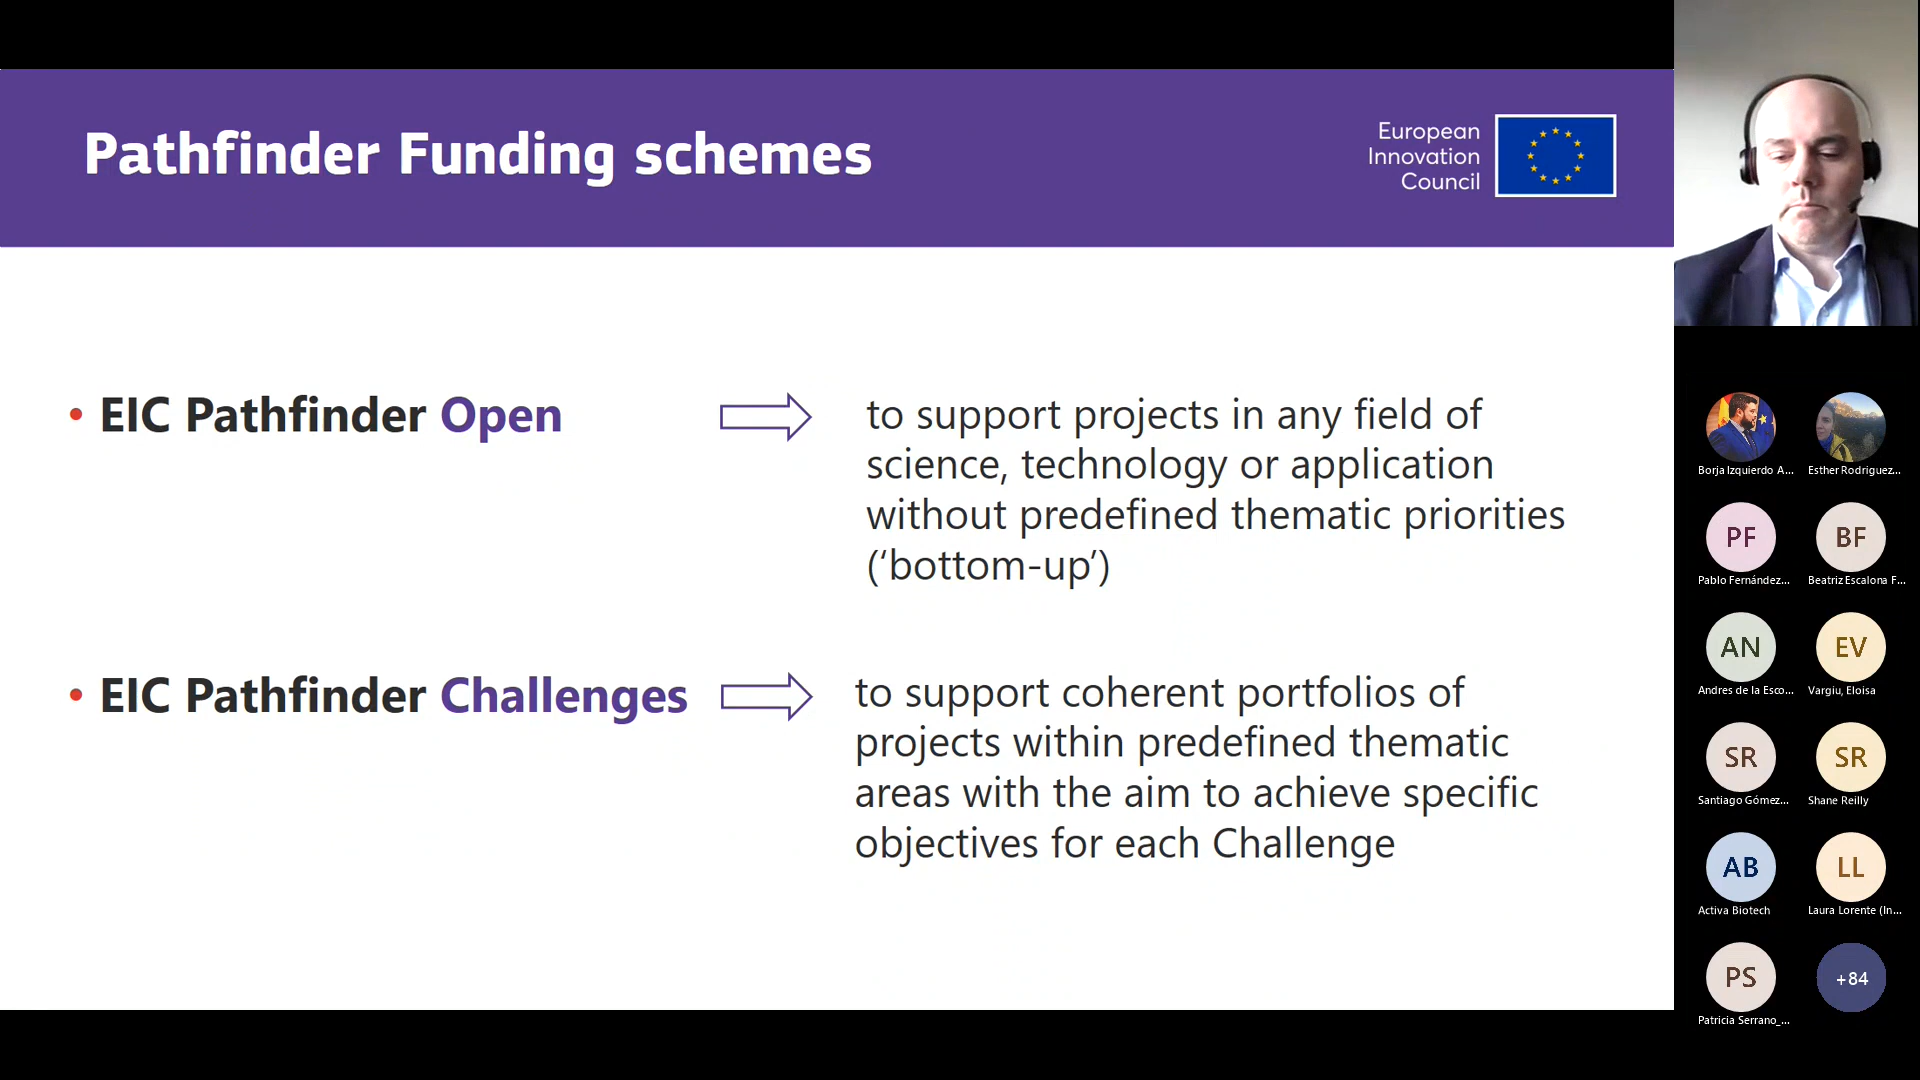 Pathfinder Funding schemes
European
Innovation
Council
• EIC Pathfinder Open
to support projects in any field of
science, technology or application
without predefined thematic priorities
(‘bottom-up’)
• EIC Pathfinder Challenges
to support coherent portfolios of
projects within predefined thematic
areas with the aim to achieve specific
objectives for each Challenge
Borja Izquierdo A...
Esther Rodriguez...
PF
BF
Pablo Fernández...
Beatriz Escalona F...
AN
EV
Andres de la Esco...
Vargiu, Eloisa
SR
SR
Santiago Gómez...
Shane Reilly
AB
LL
Activa Biotech
Laura Lorente (In...
PS
+84
Patricia Serrano_...